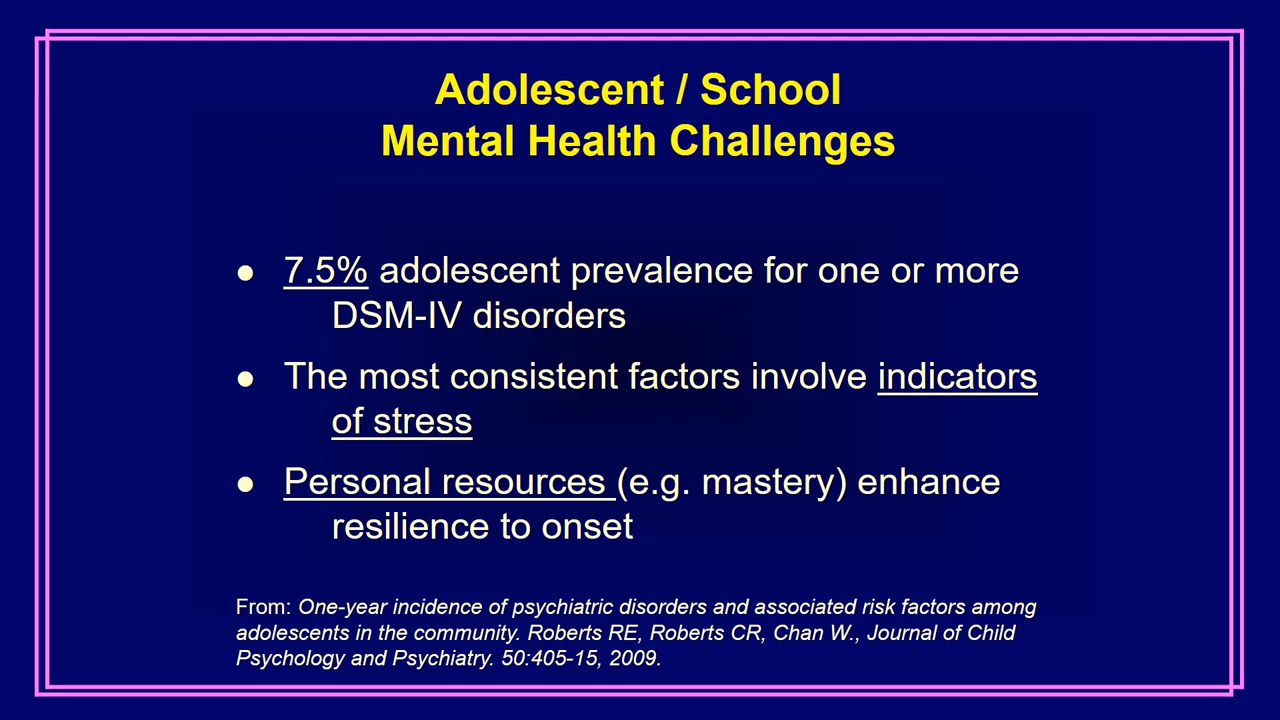 Adolescent / School
Mental Health Challenges
● 7.5% adolescent prevalence for one or more
DSM-IV disorders
● The most consistent factors involve indicators
of stress
● Personal resources (e.g. mastery) enhance
resilience to onset
From: One-year incidence of psychiatric disorders and associated risk factors among
adolescents in the community. Roberts RE, Roberts CR, Chan W., Journal of Child
Psychology and Psychiatry. 50:405-15, 2009.